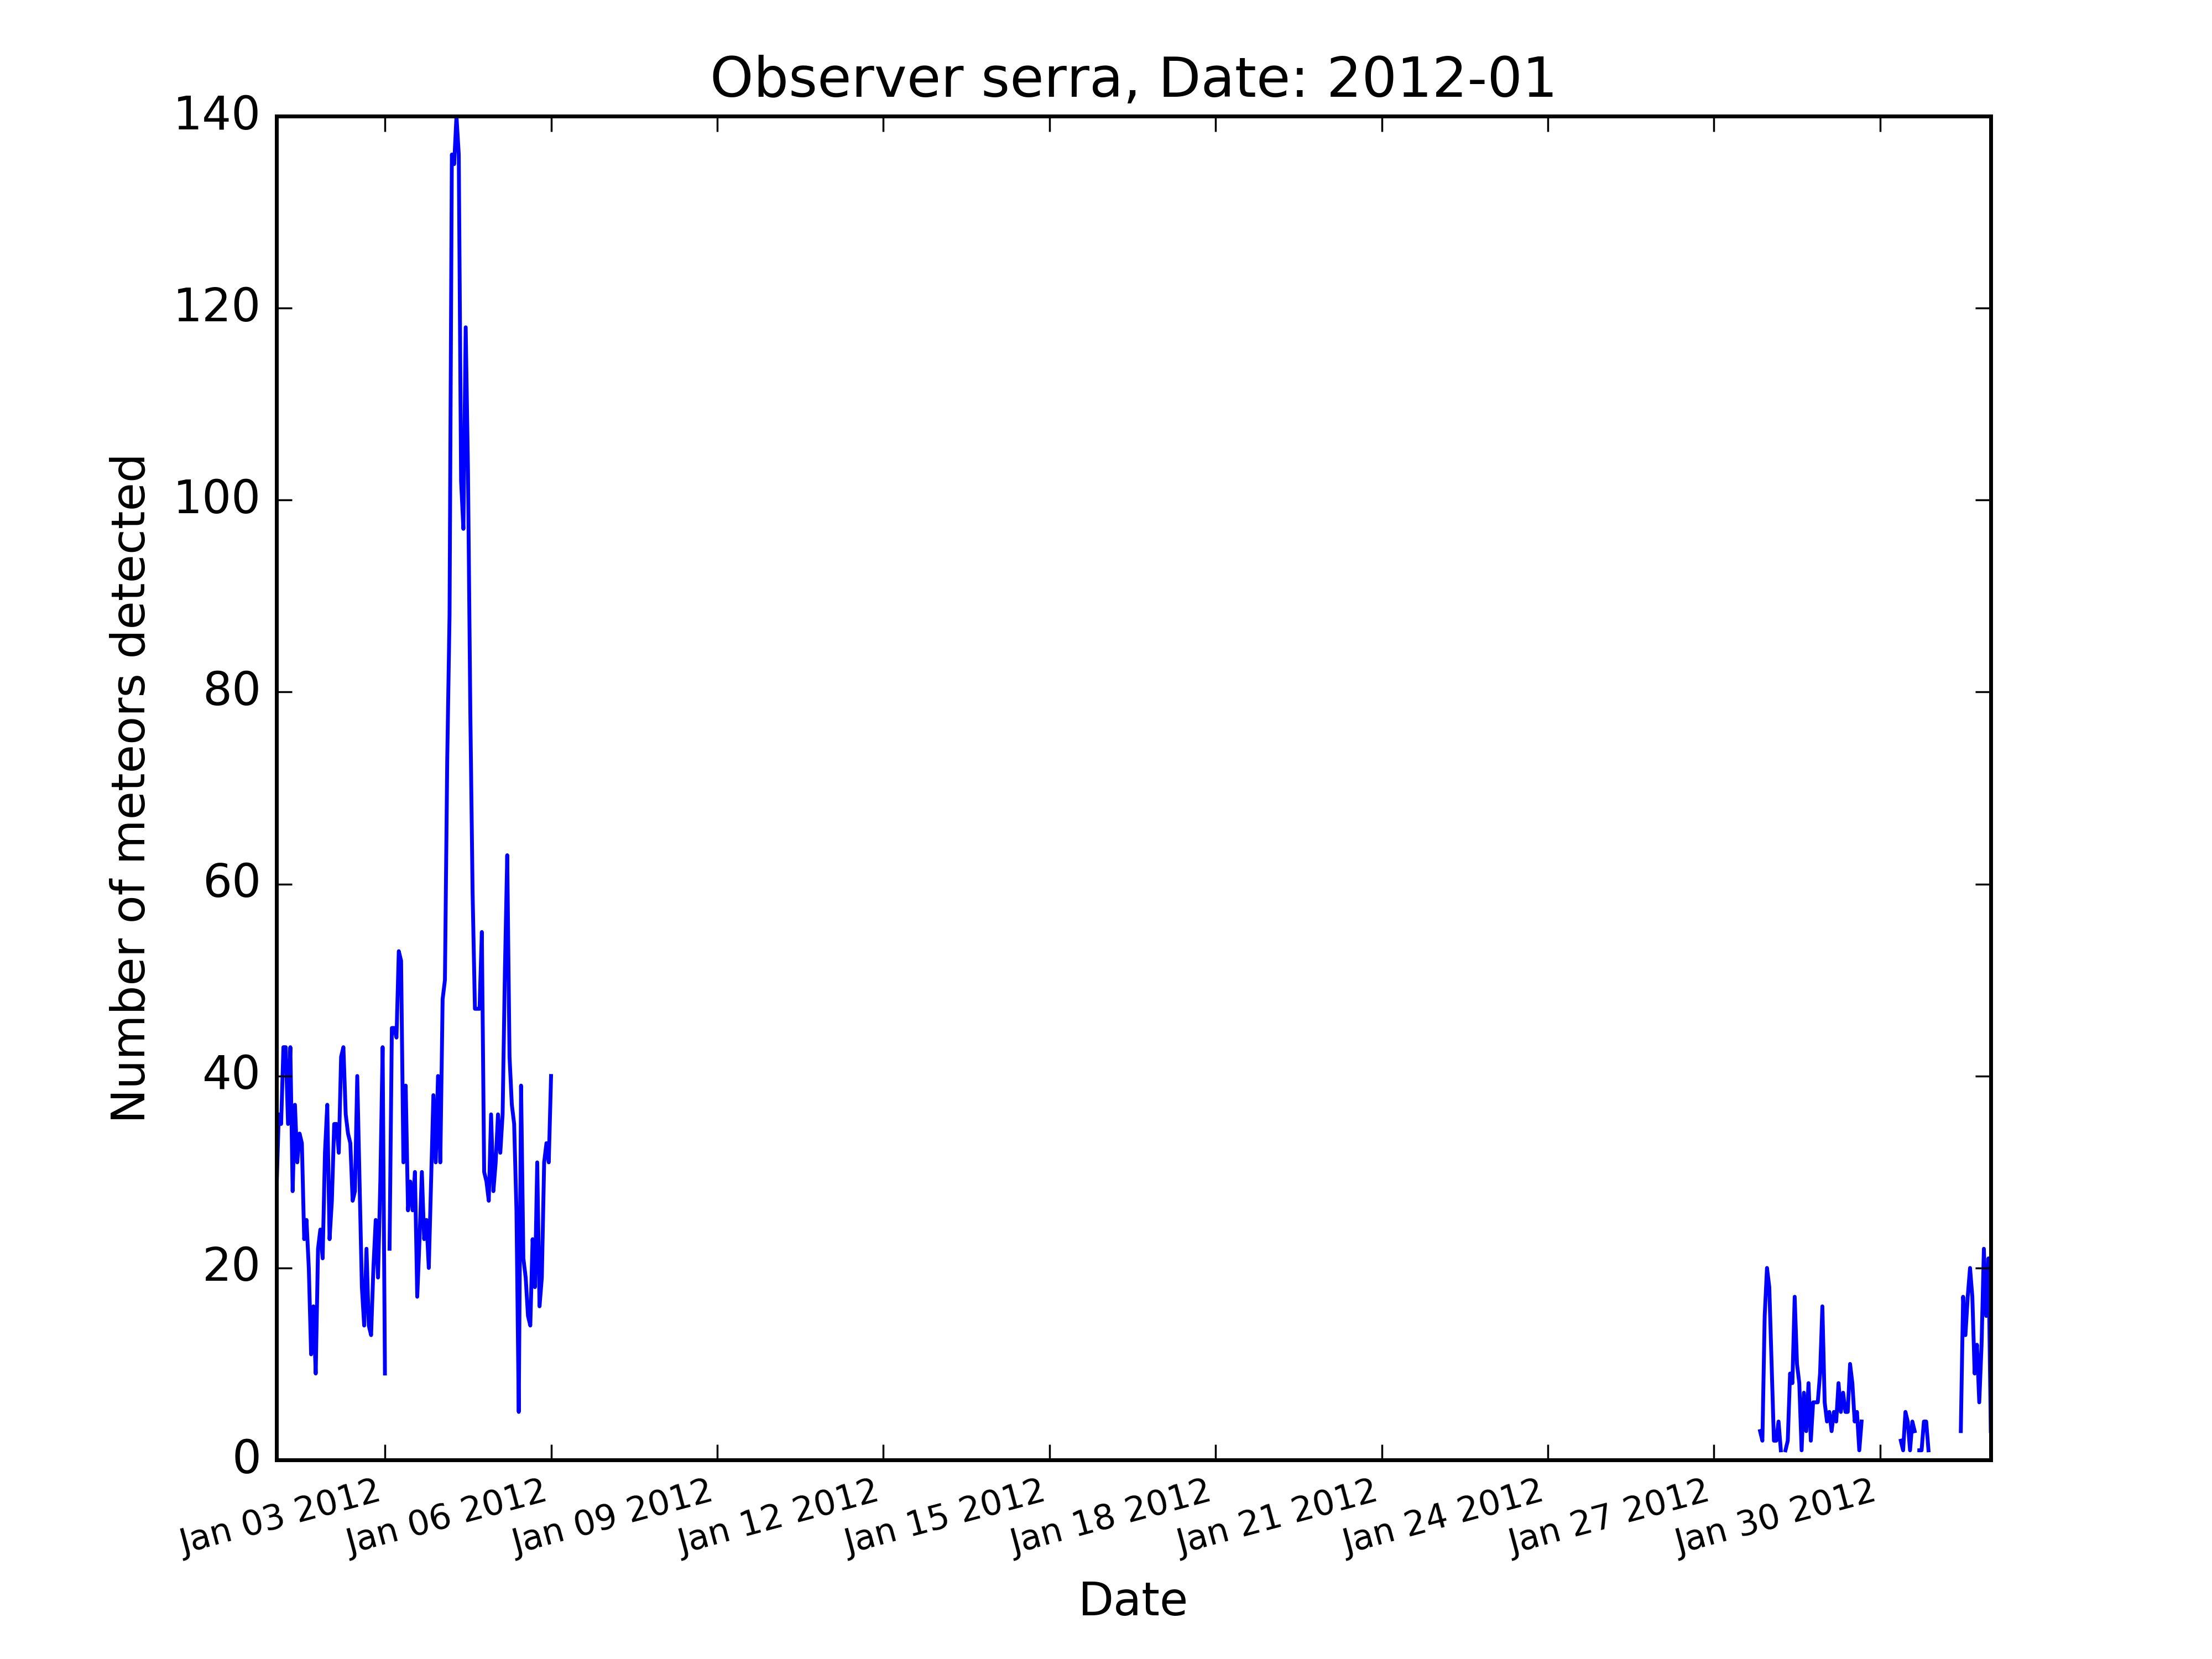 Observer serra, Date: 2012-01
Number of meteors detected
140
120
100
80
60
40
20
0
Jan 03 2012
Jan 06 2012
Jan 09 2012
Jan 12 2012
Jan 15 2012
Jan 18 2012
Jan 21 2012
Jan 24 2012
Jan 27 2012
Jan 30 2012
Date